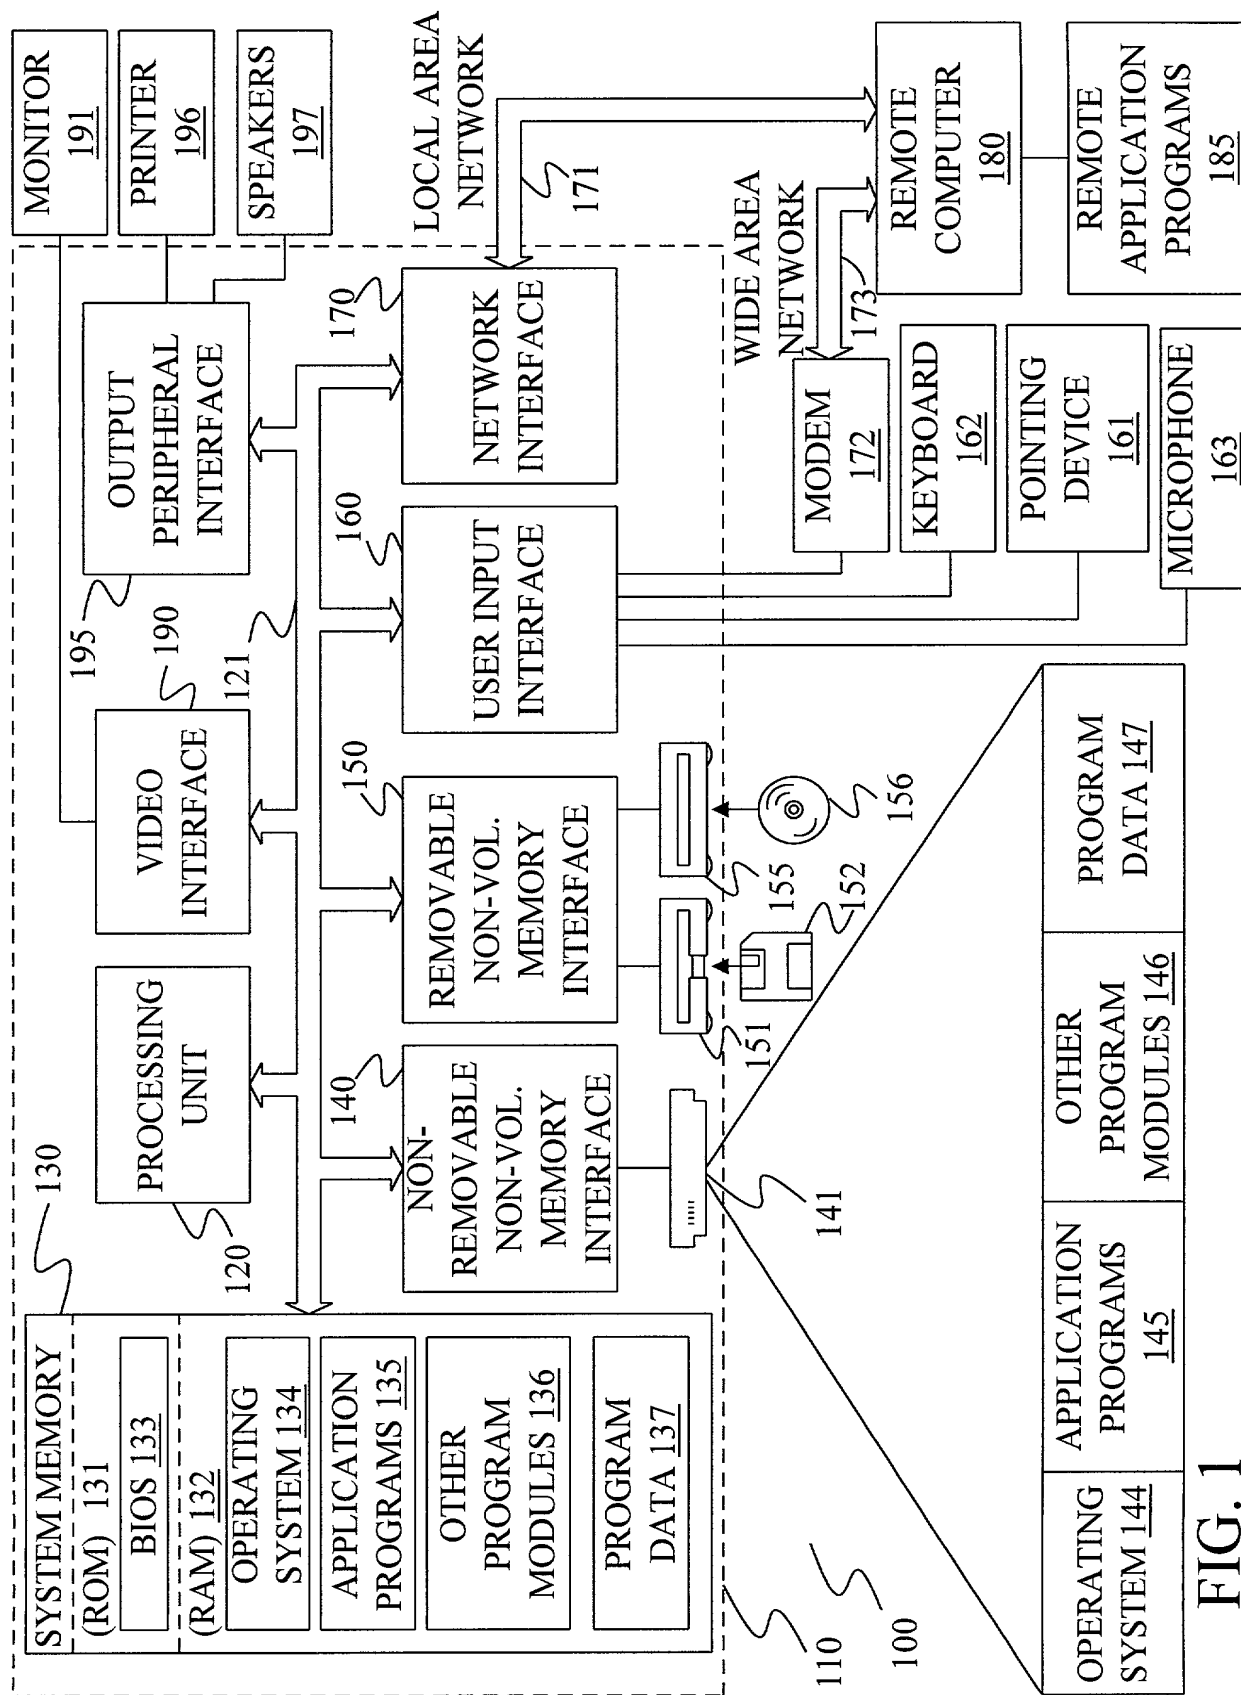 SYSTEM MEMORY
(ROM) 131
BIOS 133
(RAM) 132
OPERATING
SYSTEM 134
APPLICATION
PROGRAMS 135
OTHER
PROGRAM
MODULES 136
PROGRAM
DATA 137
130
PROCESSING
UNIT
120
VIDEO
INTERFACE
190
121
OUTPUT
PERIPHERAL
INTERFACE
195
MONITOR
191
PRINTER
196
SPEAKERS
197
NON-
REMOVABLE
NON-VOL.
MEMORY
INTERFACE
140
REMOVABLE
NON-VOL.
MEMORY
INTERFACE
150
USER INPUT
INTERFACE
160
NETWORK
INTERFACE
170
LOCAL AREA
NETWORK
171
141
151
152
155
156
WIDE AREA
NETWORK
173
MODEM
172
KEYBOARD
162
POINTING
DEVICE
161
MICROPHONE
163
REMOTE
COMPUTER
180
REMOTE
APPLICATION
PROGRAMS
185
110
100
OPERATING
SYSTEM 144
APPLICATION
PROGRAMS
145
OTHER
PROGRAM
MODULES 146
PROGRAM
DATA 147
FIG. 1